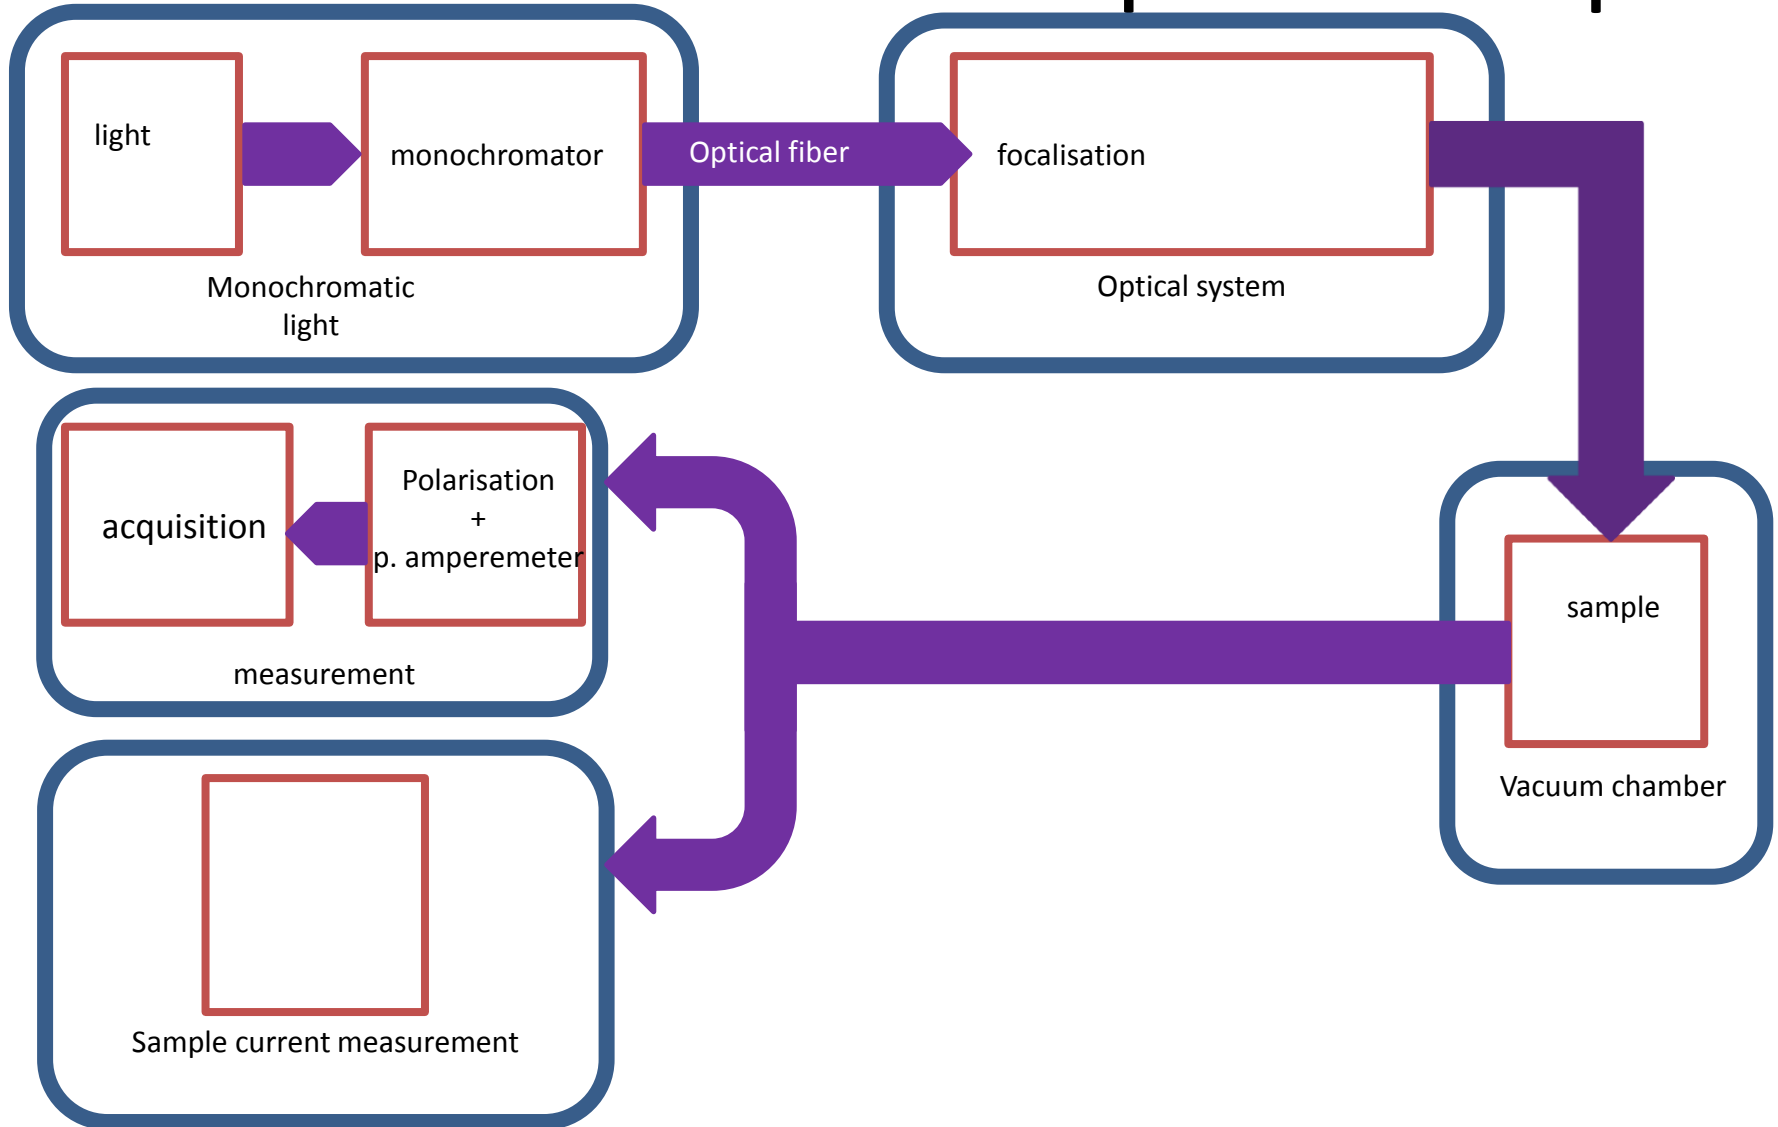 light
monochromator
Optical fiber
focalisation
Monochromatic
light
Optical system
acquisition
Polarisation
+
p. amperemeter
measurement
sample
Vacuum chamber
Sample current measurement